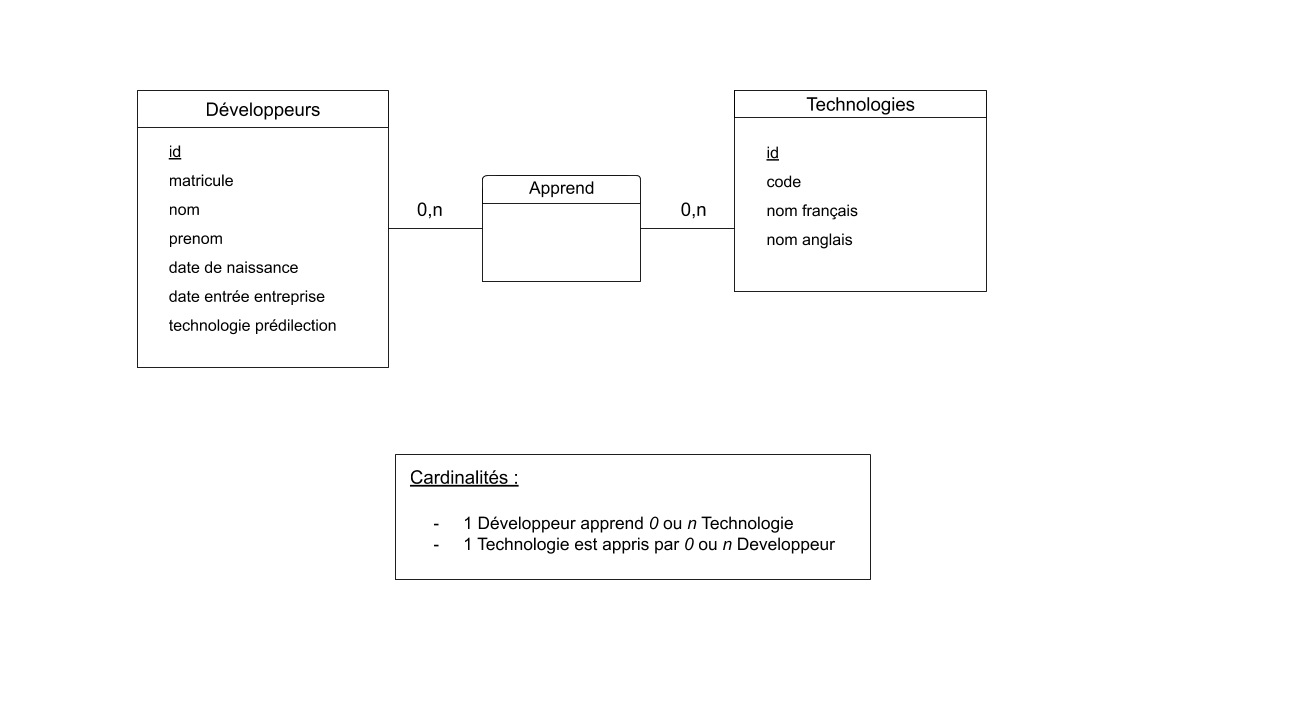 Développeurs
id
matricule
nom
prenom
date de naissance
date entrée entreprise
technologie prédilection
0,n
Apprend
0,n
Technologies
id
code
nom français
nom anglais
Cardinalités :
- 1 Développeur apprend 0 ou n Technologie
- 1 Technologie est appris par 0 ou n Developpeur